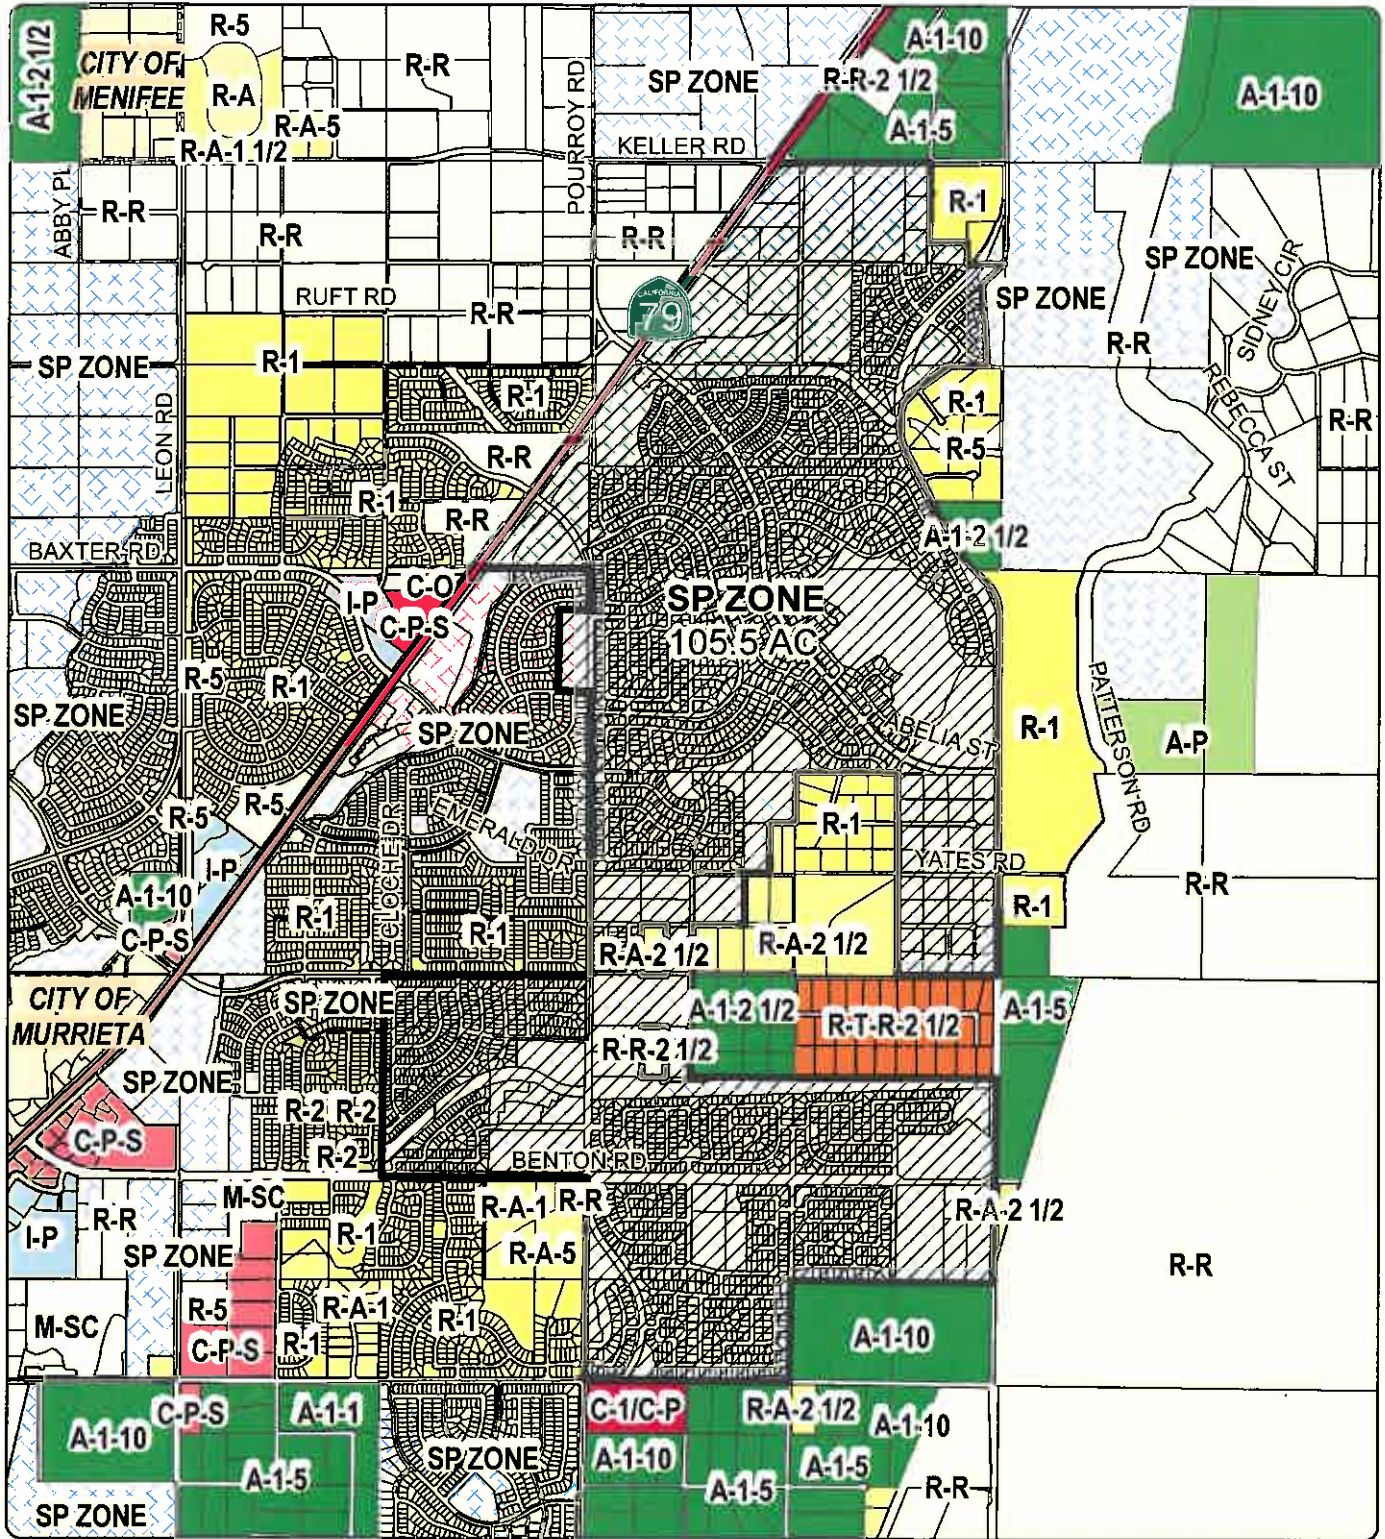 R-5
A-1-10
A-1-2 1/2
CITY OF
MENIFEE
R-R
POURROY RD
SP ZONE
R-R-2 1/2
R-A
A-1-10
R-A-5
A-1-5
R-A-1 1/2
KELLER RD
ABBY PL
R-R
R-R
R-R
R-1
SP ZONE
SIDNEY CIR
RUFT RD
CALIFORNIA
79
SP ZONE
R-R
R-R
SP ZONE
R-1
R-1
R-1
REBECCA ST
R-R
LEON RD
R-R
R-5
R-1
R-R
A-1-2 1/2
BAXTER RD
I-P
C-O
C-P-S
SP ZONE
105.5 AC
R-5
R-1
SP ZONE
SP ZONE
ABELIA ST
R-1
A-P
PATTERSON RD
R-5
R-5
EMERALD DR
CLOCHE DR
R-1
I-P
YATES RD
A-1-10
R-R
R-1
R-1
R-1
C-P-S
R-A-2 1/2
R-A-2 1/2
CITY OF
MURRIETA
SP ZONE
A-1-2 1/2
R-T-R-2 1/2
A-1-5
R-R-2 1/2
SP ZONE
R-2
R-2
C-P-S
R-2
BENTON RD
M-SC
R-A-1
R-R
R-A-2 1/2
R-R
R-1
I-P
SP ZONE
R-A-5
R-R
R-5
R-A-1
R-1
M-SC
C-P-S
R-1
A-1-10
C-P-S
A-1-1
C-1/C-P
R-A-2 1/2
A-1-10
A-1-10
SP ZONE
A-1-10
A-1-5
A-1-5
A-1-5
R-R
SP ZONE